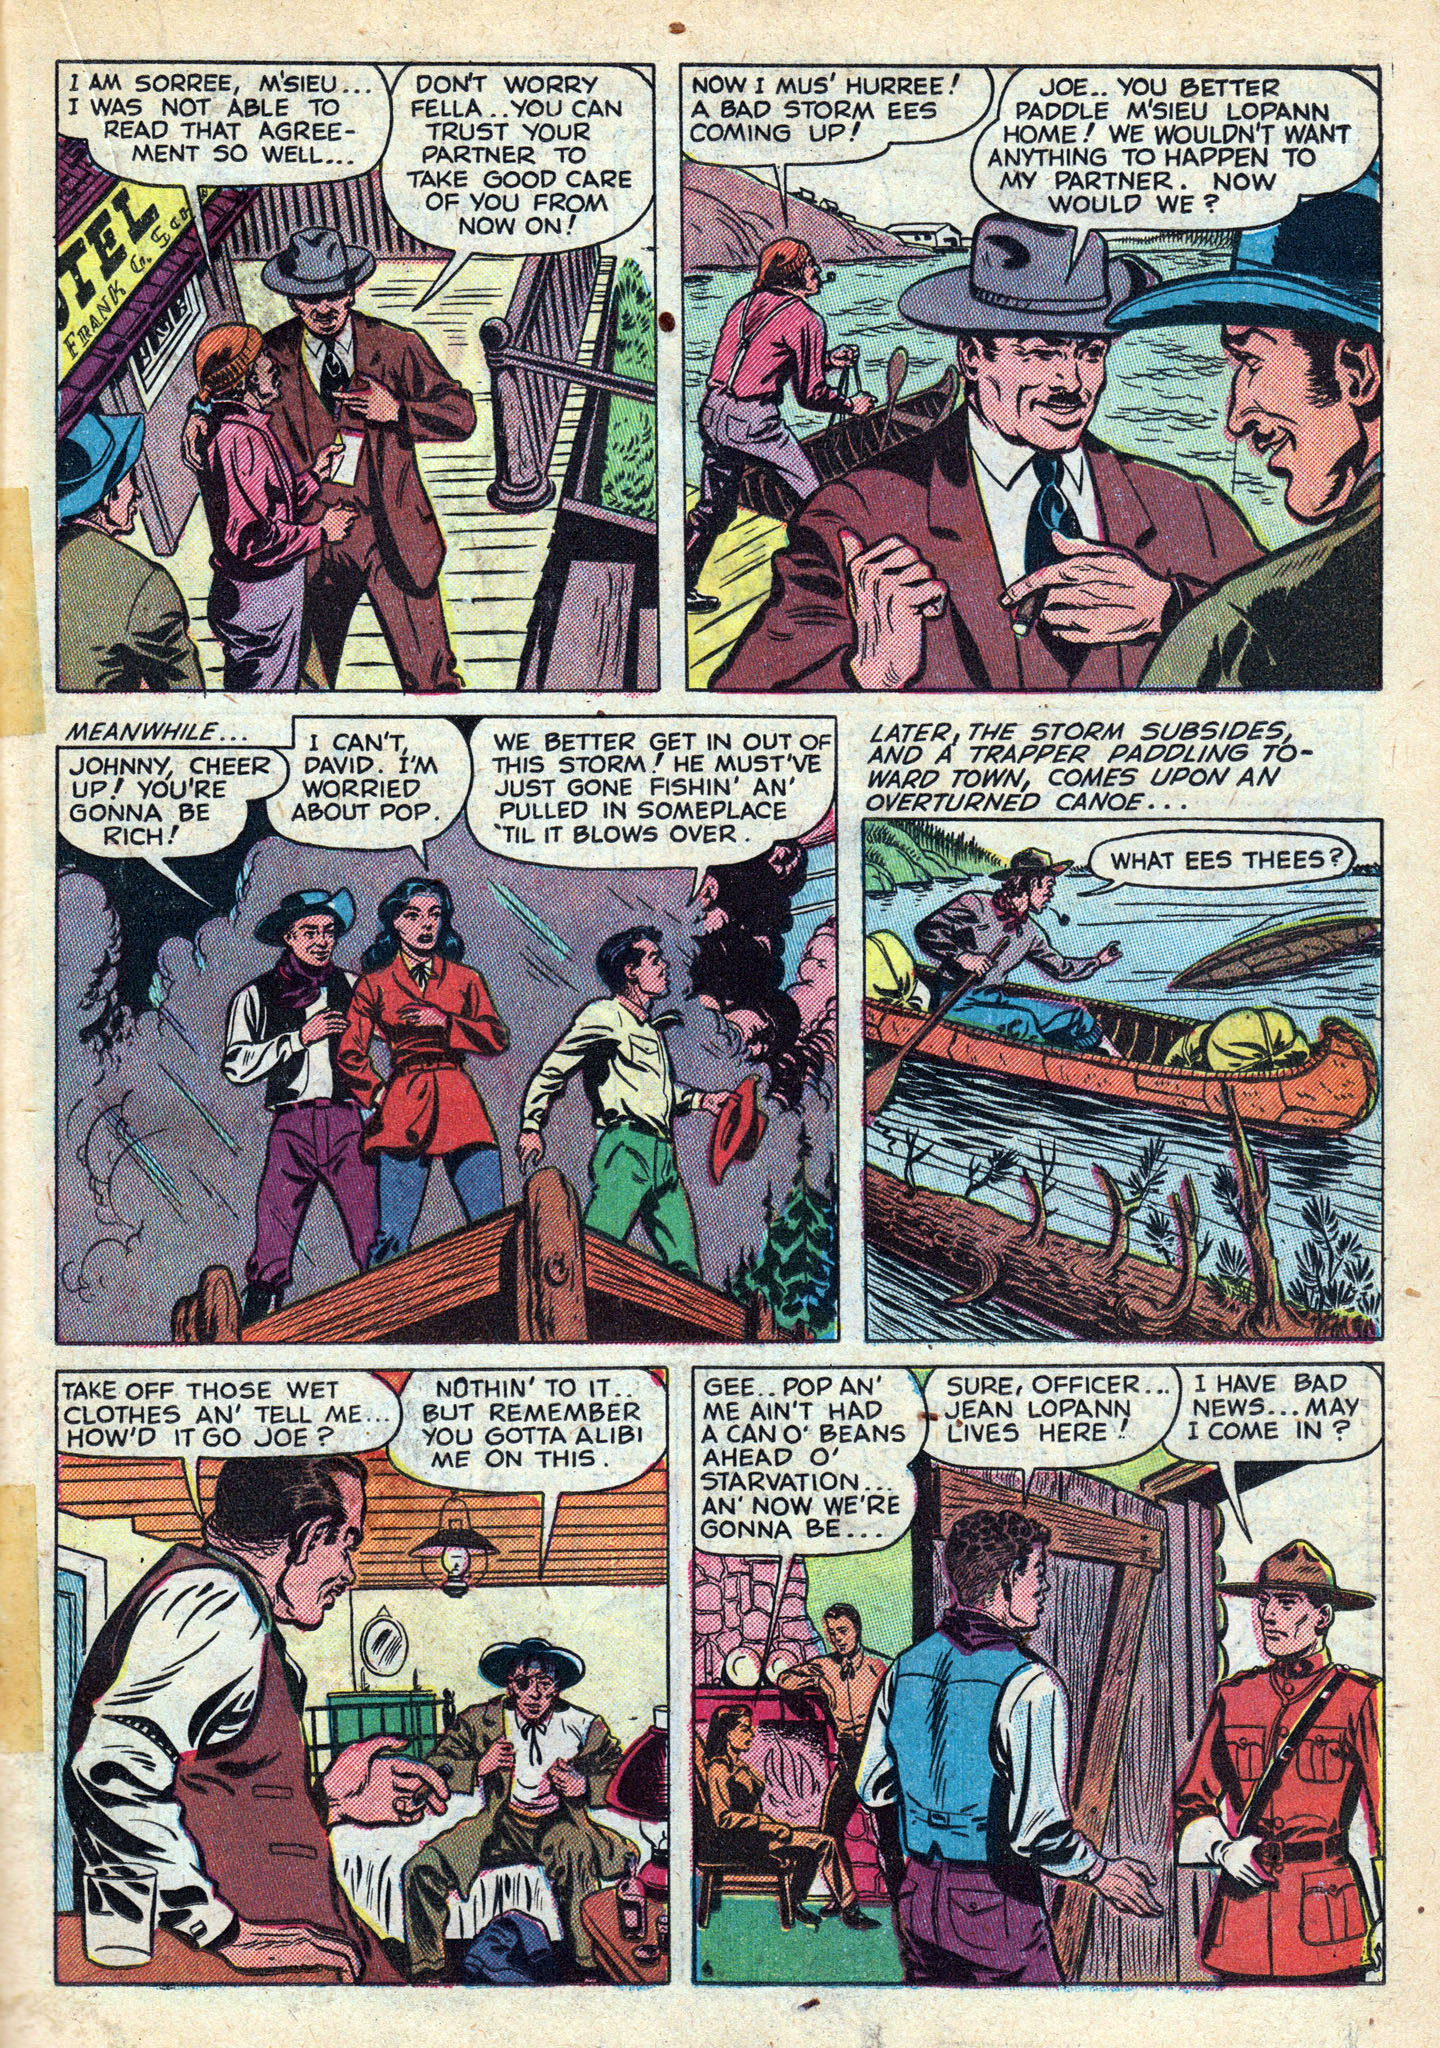 I AM SORREE, M'SIEU...
I WAS NOT ABLE TO
READ THAT AGREE-
MENT SO WELL...
DON'T WORRY
FELLA...YOU CAN
TRUST YOUR
PARTNER TO
TAKE GOOD CARE
OF YOU FROM
NOW ON!
FRANK G.
NOW I MUS' HURREE!
A BAD STORM EES
COMING UP!
JOE.. YOU BETTER
PADDLE M'SIEU LOPANN
HOME! WE WOULDN'T WANT
ANYTHING TO HAPPEN TO
MY PARTNER. NOW
WOULD WE?
MEANWHILE...
JOHNNY, CHEER
UP! YOU'RE
GONNA BE
RICH!
I CAN'T,
DAVID. I'M
WORRIED
ABOUT POP.
WE BETTER GET IN OUT OF
THIS STORM! HE MUST'VE
JUST GONE FISHIN' AN'
PULLED IN SOMEPLACE
'TIL IT BLOWS OVER.
LATER, THE STORM SUBSIDES,
AND A TRAPPER PADDLING TO-
WARD TOWN, COMES UPON AN
OVERTURNED CANOE...
WHAT EES THEES?
TAKE OFF THOSE WET
CLOTHES AN' TELL ME...
HOW'D IT GO JOE?
NOTHIN' TO IT..
BUT REMEMBER
YOU GOTTA ALIBI
ME ON THIS.
GEE.. POP AN'
ME AIN'T HAD
A CAN O' BEANS
AHEAD O'
STARVATION...
AN' NOW WE'RE
GONNA BE...
SURE, OFFICER...
JEAN LOPANN
LIVES HERE!
I HAVE BAD
NEWS...MAY
I COME IN?